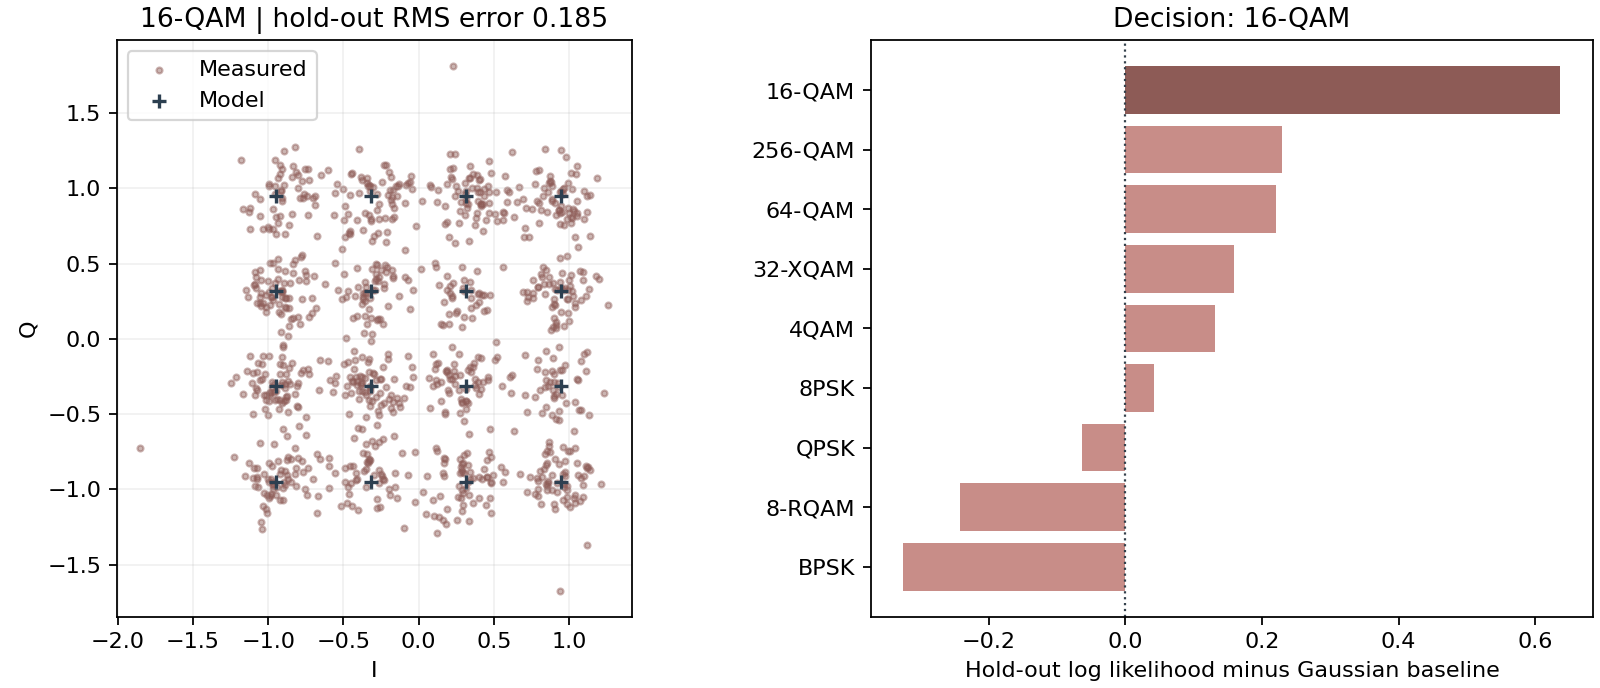 16-QAM | hold-out RMS error 0.185
Measured
Model
1.5
1.0
0.5
0.0
−0.5
−1.0
−1.5
Q
−2.0 −1.5 −1.0 −0.5 0.0 0.5 1.0
I
Decision: 16-QAM
16-QAM
256-QAM
64-QAM
32-XQAM
4QAM
8PSK
QPSK
8-RQAM
BPSK
−0.2 0.0 0.2 0.4 0.6
Hold-out log likelihood minus Gaussian baseline